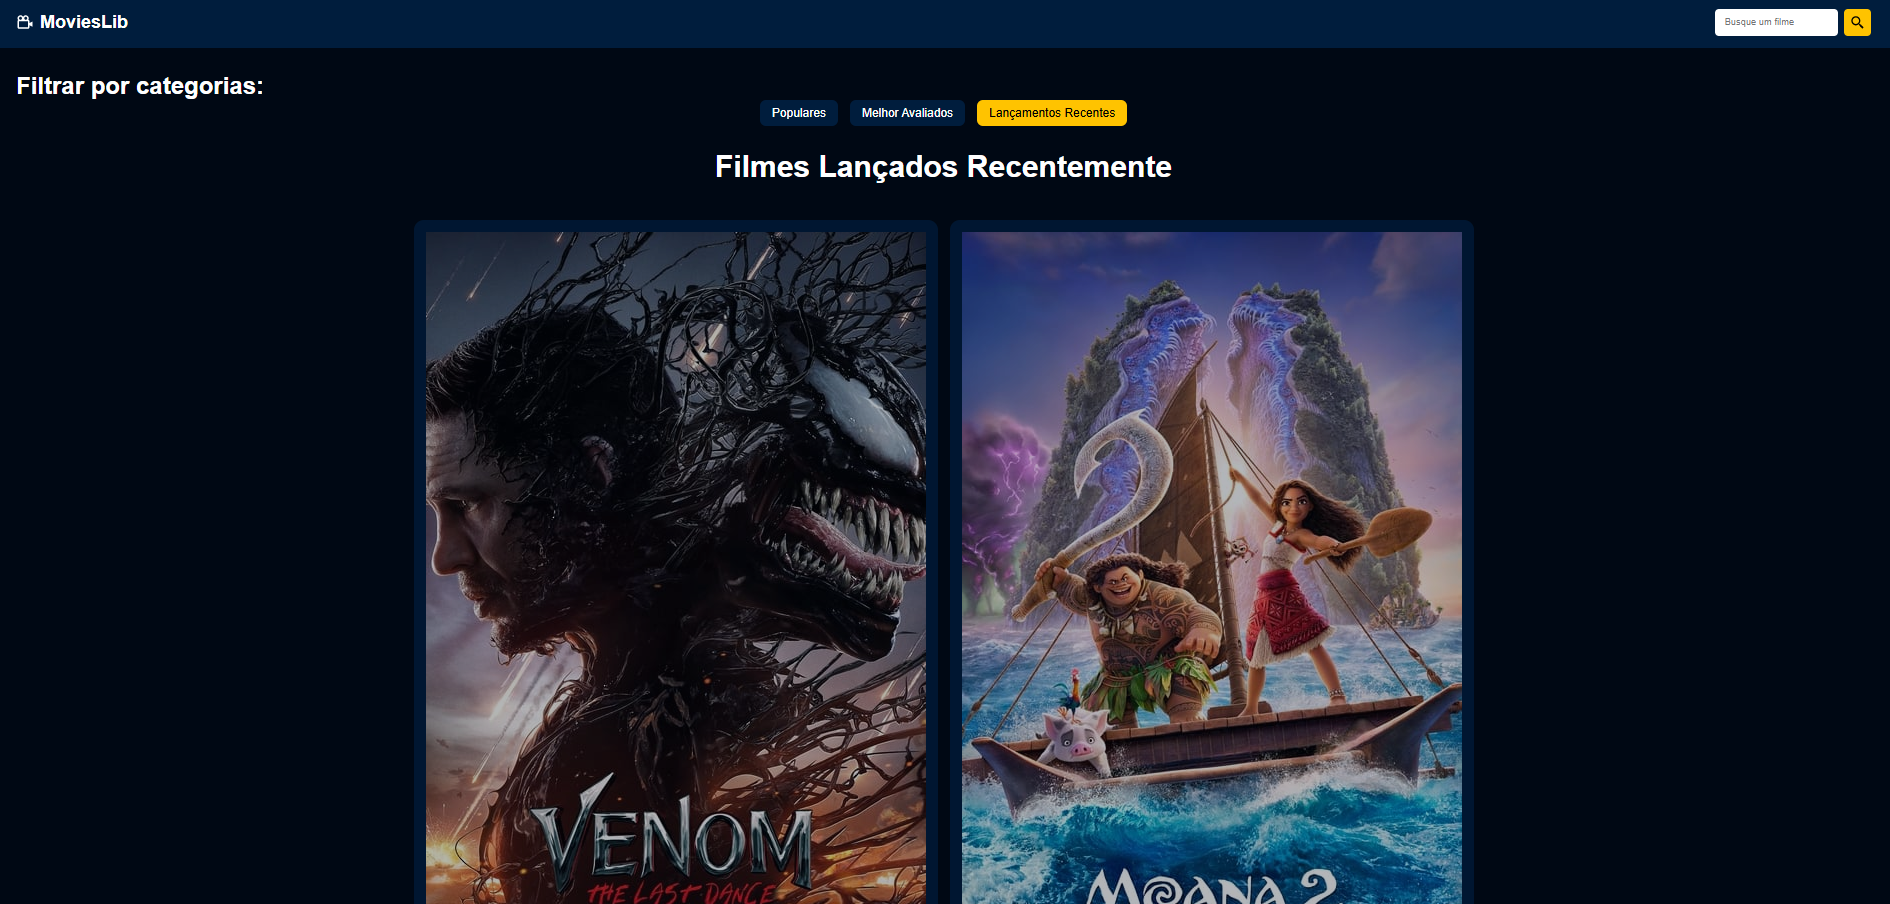 MoviesLib
Busque um filme
Filtrar por categorias:
Populares
Melhor Avaliados
Lançamentos Recentes
Filmes Lançados Recentemente
VENOM
THE LAST DANCE
MOANA 2